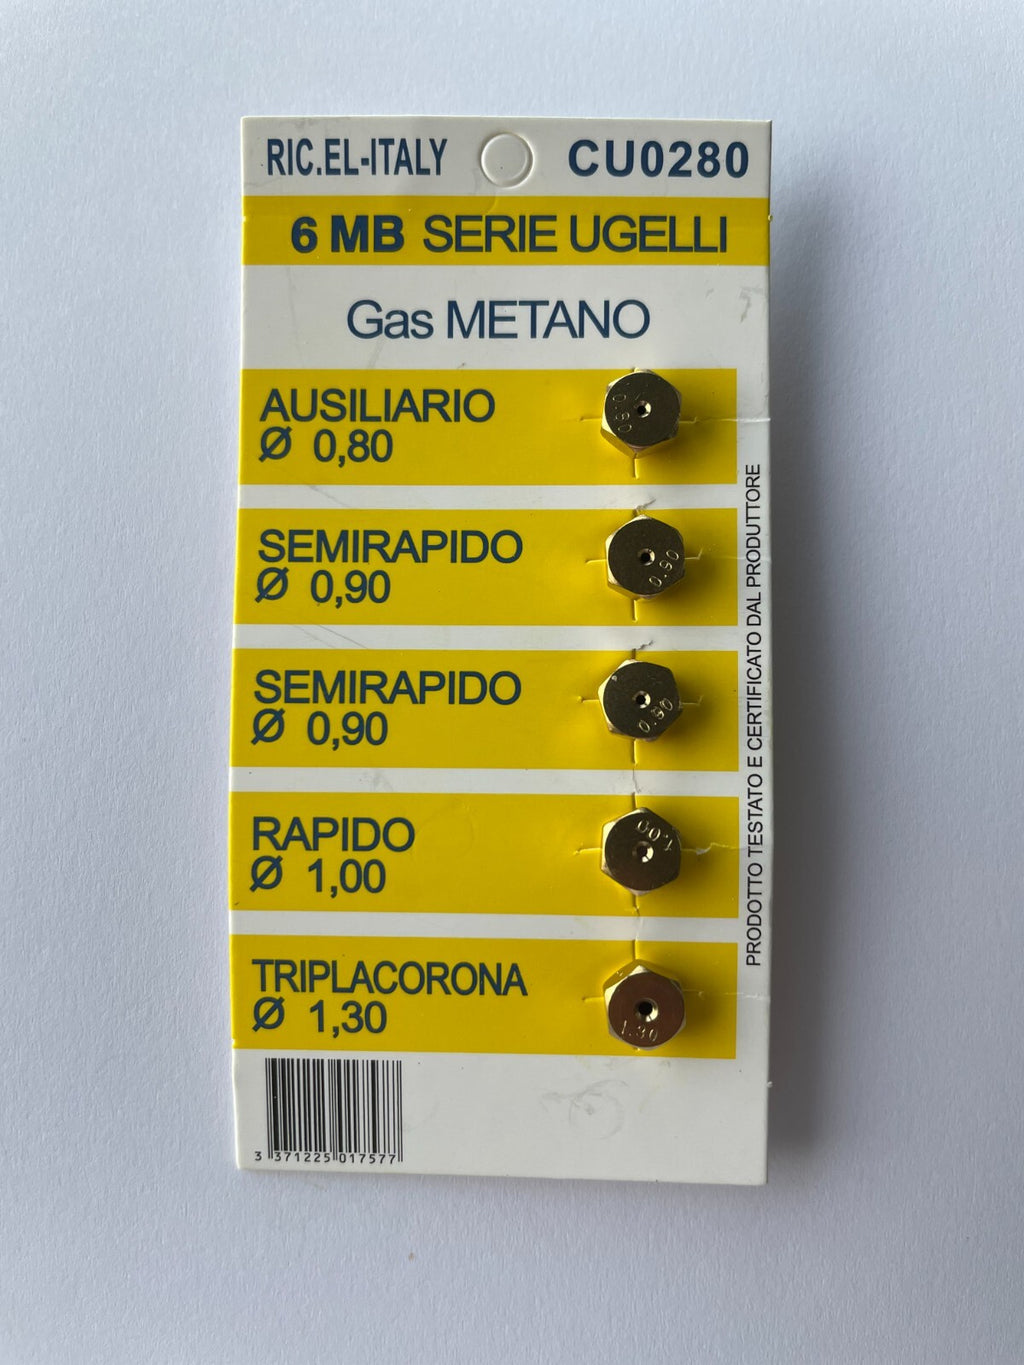 RIC.EL-ITALY CU0280
6 MB SERIE UGELLI
Gas METANO
AUSILIARIO
Ø 0,80
0.80
SEMIRAPIDO
Ø 0,90
0.90
SEMIRAPIDO
Ø 0,90
0.90
RAPIDO
Ø 1,00
1.00
TRIPLACORONA
Ø 1,30
1.30
PRODOTTO TESTATO E CERTIFICATO DAL PRODUTTORE
3 371225 017577